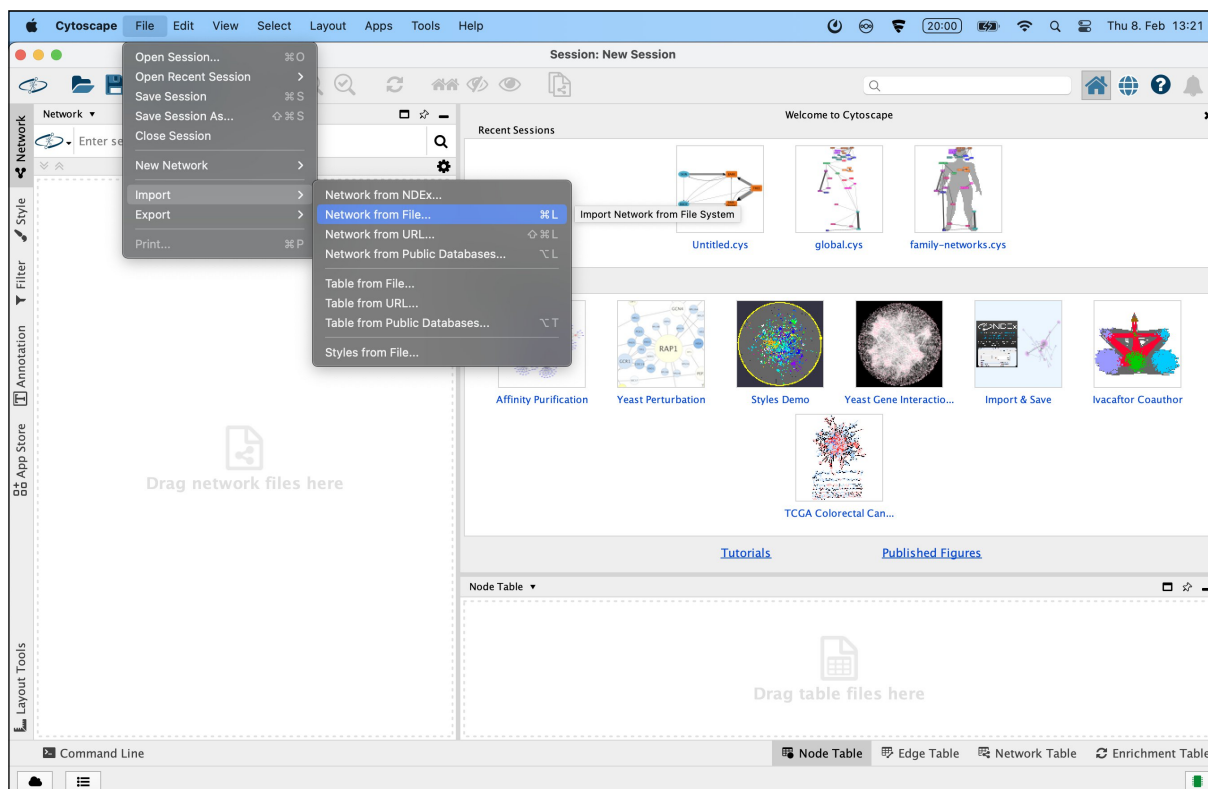 Cytoscape File Edit View Select Layout Apps Tools Help 20:00 Thu 8. Feb 13:21
Session: New Session
Open Session... ⌘O
Open Recent Session >
Save Session ⌘S
Save Session As... ⇧⌘S
Close Session
New Network >
Import >
Export >
Print... ⌘P
Network from NDEx...
Network from File... ⌘L
Network from URL... ⇧⌘L
Network from Public Databases... ⌥L
Table from File...
Table from URL...
Table from Public Databases... ⌥T
Styles from File...
Import Network from File System
Network
Style
Filter
Annotation
App Store
Layout Tools
Network ▼
Enter se
Drag network files here
Welcome to Cytoscape
Recent Sessions
Untitled.cys global.cys family-networks.cys
RAP1
NDEx
Affinity Purification Yeast Perturbation Styles Demo Yeast Gene Interactio... Import & Save Ivacaftor Coauthor
TCGA Colorectal Can...
Tutorials Published Figures
Node Table ▼
Drag table files here
Command Line
Node Table Edge Table Network Table Enrichment Table